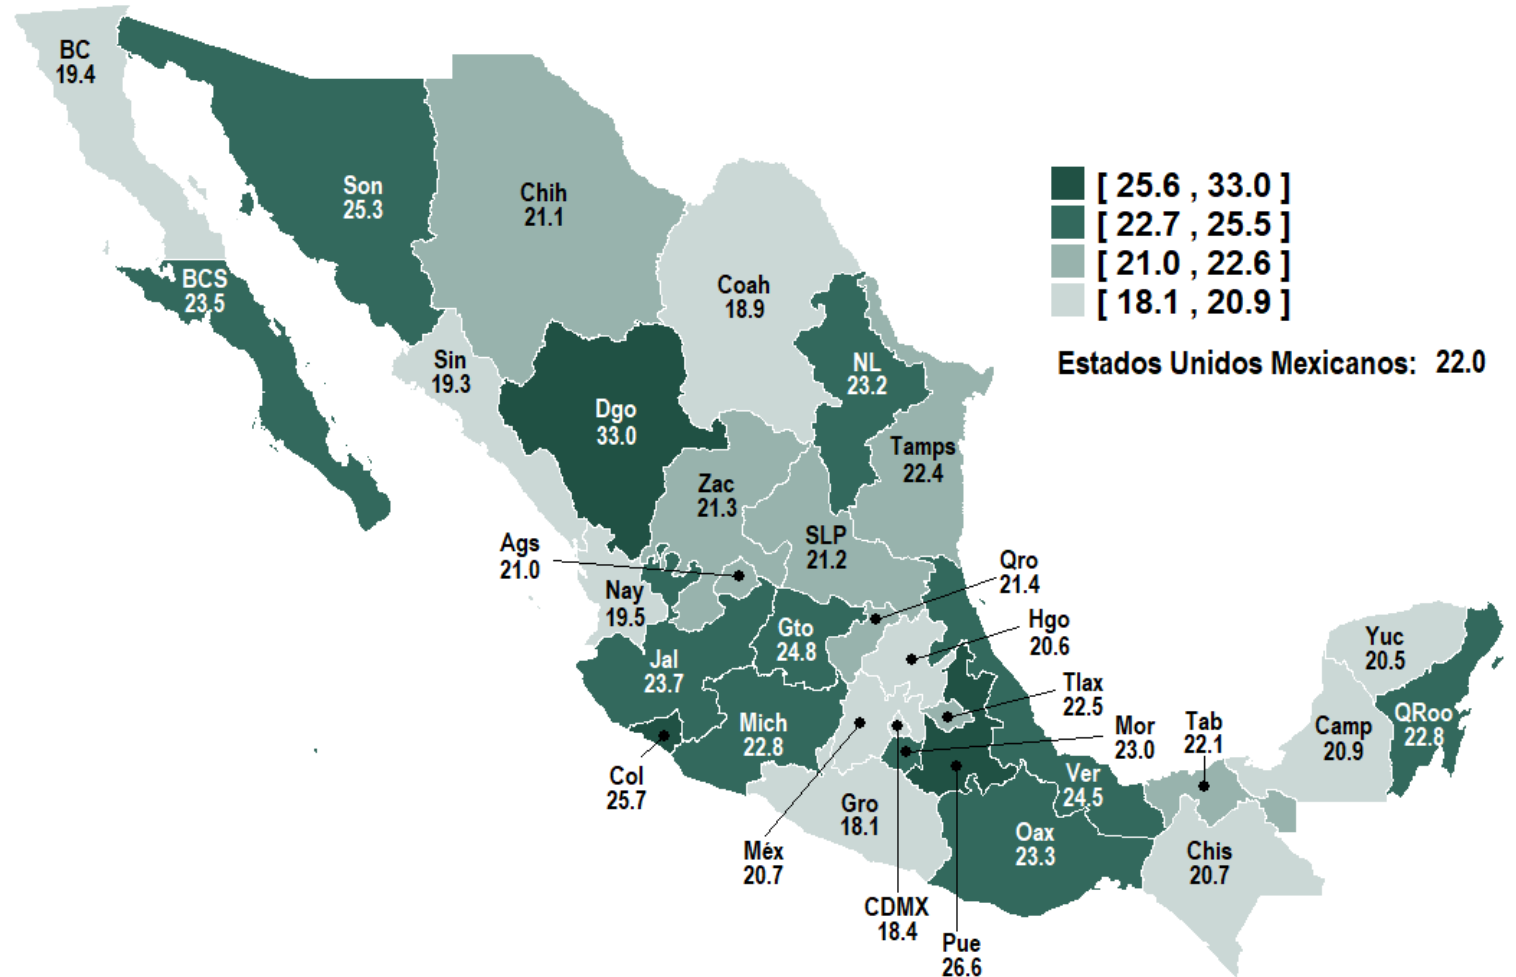 BC
19.4
Son
25.3
Chih
21.1
BCS
23.5
Coah
18.9
[ 25.6 , 33.0 ]
[ 22.7 , 25.5 ]
[ 21.0 , 22.6 ]
[ 18.1 , 20.9 ]
Estados Unidos Mexicanos: 22.0
Sin
19.3
NL
23.2
Dgo
33.0
Tamps
22.4
Zac
21.3
SLP
21.2
Ags
21.0
Qro
21.4
Nay
19.5
Hgo
20.6
Gto
24.8
Yuc
20.5
Jal
23.7
Tlax
22.5
Mich
22.8
Mor
23.0
Tab
22.1
Camp
20.9
QRoo
22.8
Col
25.7
Ver
24.5
Gro
18.1
Oax
23.3
Méx
20.7
Chis
20.7
CDMX
18.4
Pue
26.6